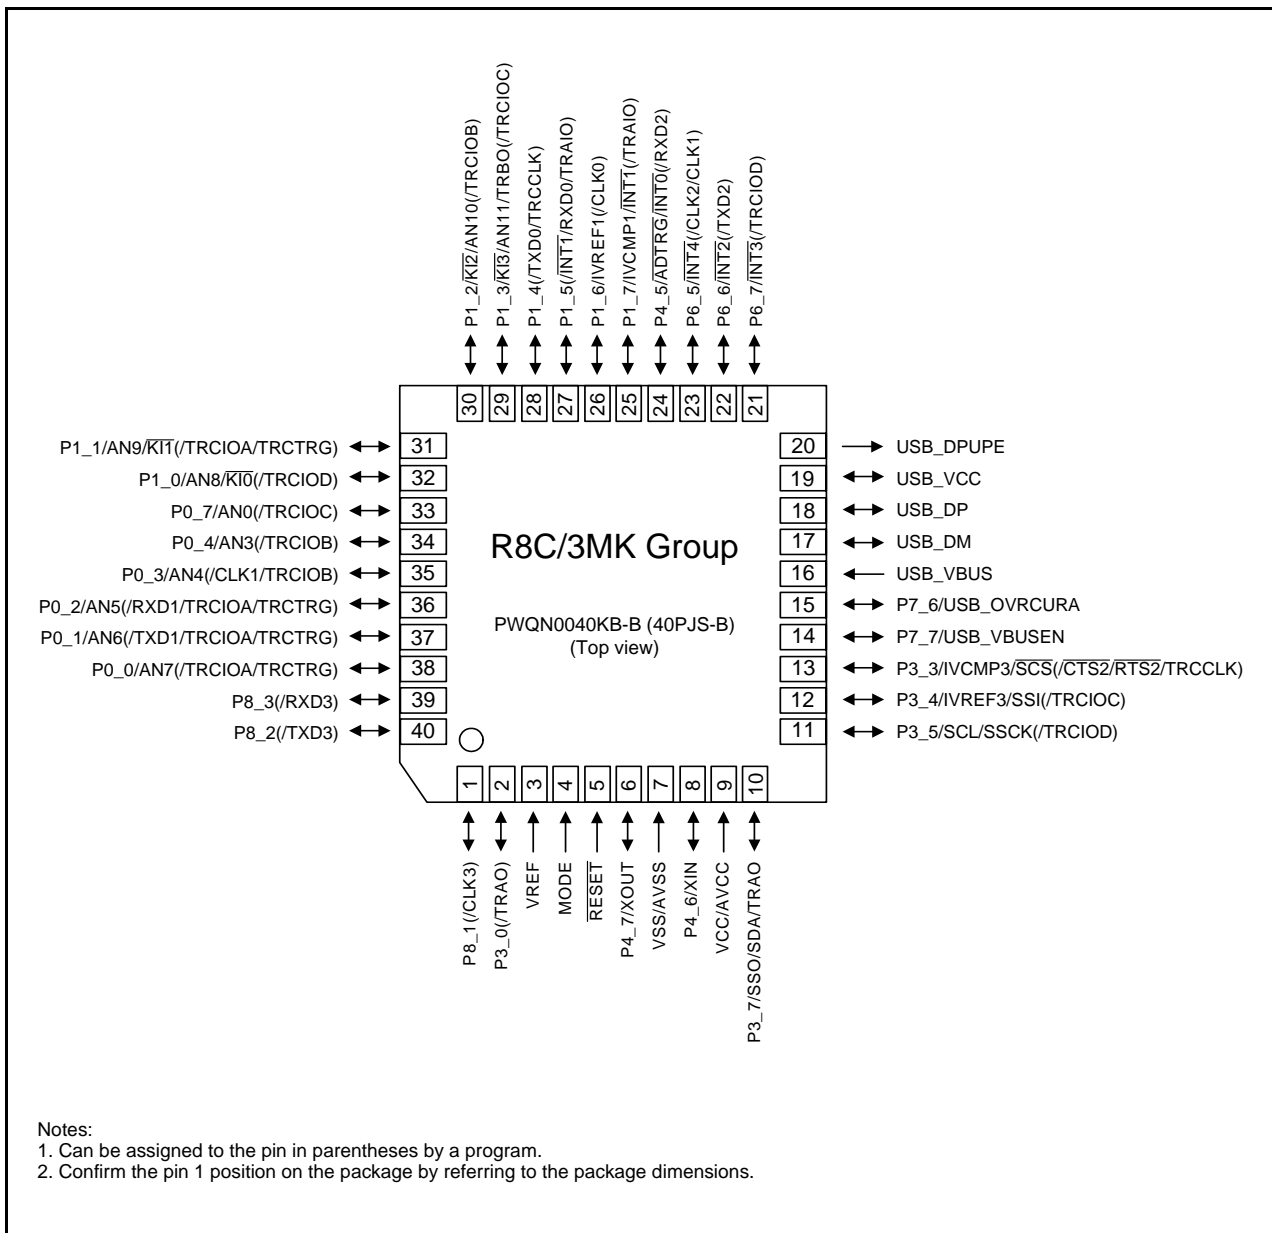 P1_2/KI2/AN10(/TRCIOB)
P1_3/KI3/AN11/TRBO(/TRCIOC)
P1_4(/TXD0/TRCCLK)
P1_5(/INT1/RXD0/TRAIO)
P1_6/IVREF1(/CLK0)
P1_7/IVCMP1/INT1(/TRAIO)
P4_5/ADTRG/INT0(/RXD2)
P6_5/INT4(/CLK2/CLK1)
P6_6/INT2(/TXD2)
P6_7/INT3(/TRCIOD)
30
29
28
27
26
25
24
23
22
21
P1_1/AN9/KI1(/TRCIOA/TRCTRG)
31
P1_0/AN8/KI0(/TRCIOD)
32
P0_7/AN0(/TRCIOC)
33
P0_4/AN3(/TRCIOB)
34
P0_3/AN4(/CLK1/TRCIOB)
35
P0_2/AN5(/RXD1/TRCIOA/TRCTRG)
36
P0_1/AN6(/TXD1/TRCIOA/TRCTRG)
37
P0_0/AN7(/TRCIOA/TRCTRG)
38
P8_3(/RXD3)
39
P8_2(/TXD3)
40
R8C/3MK Group
PWQN0040KB-B (40PJS-B)
(Top view)
20
USB_DPUPE
19
USB_VCC
18
USB_DP
17
USB_DM
16
USB_VBUS
15
P7_6/USB_OVRCURA
14
P7_7/USB_VBUSEN
13
P3_3/IVCMP3/SCS(/CTS2/RTS2/TRCCLK)
12
P3_4/IVREF3/SSI(/TRCIOC)
11
P3_5/SCL/SSCK(/TRCIOD)
1
2
3
4
5
6
7
8
9
10
P8_1(/CLK3)
P3_0(/TRAO)
VREF
MODE
RESET
P4_7/XOUT
VSS/AVSS
P4_6/XIN
VCC/AVCC
P3_7/SSO/SDA/TRAO
Notes:
1. Can be assigned to the pin in parentheses by a program.
2. Confirm the pin 1 position on the package by referring to the package dimensions.